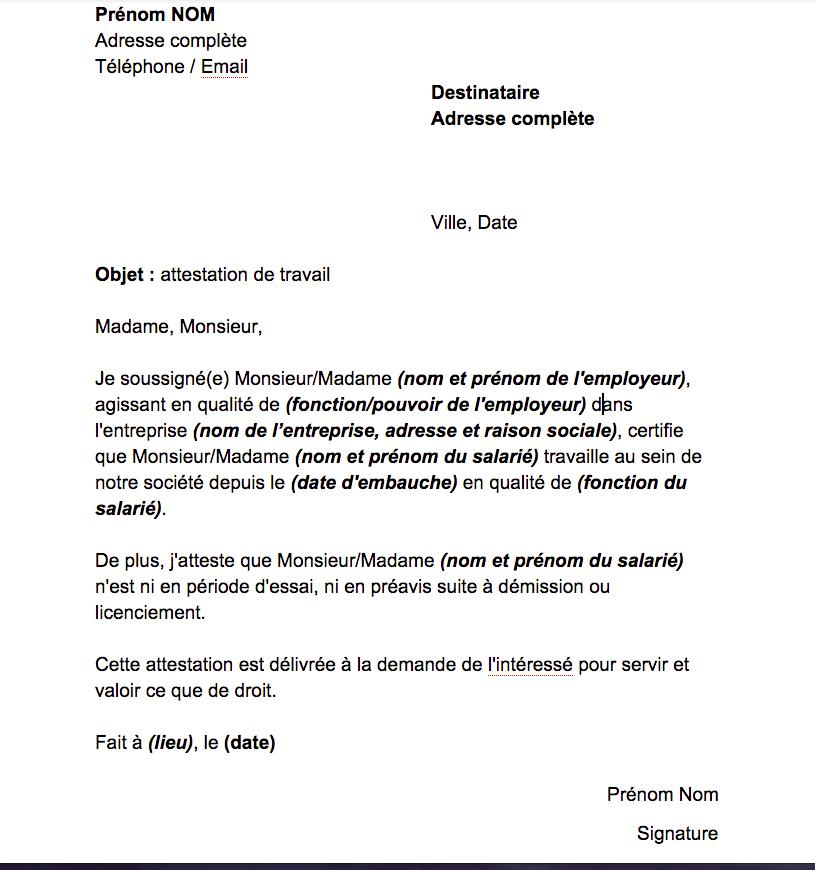 Prénom NOM
Adresse complète
Téléphone / Email
Destinataire
Adresse complète
Ville, Date
Objet : attestation de travail
Madame, Monsieur,
Je soussigné(e) Monsieur/Madame (nom et prénom de l'employeur),
agissant en qualité de (fonction/pouvoir de l'employeur) dans
l'entreprise (nom de l’entreprise, adresse et raison sociale), certifie
que Monsieur/Madame (nom et prénom du salarié) travaille au sein de
notre société depuis le (date d'embauche) en qualité de (fonction du
salarié).
De plus, j'atteste que Monsieur/Madame (nom et prénom du salarié)
n'est ni en période d'essai, ni en préavis suite à démission ou
licenciement.
Cette attestation est délivrée à la demande de l'intéressé pour servir et
valoir ce que de droit.
Fait à (lieu), le (date)
Prénom Nom
Signature